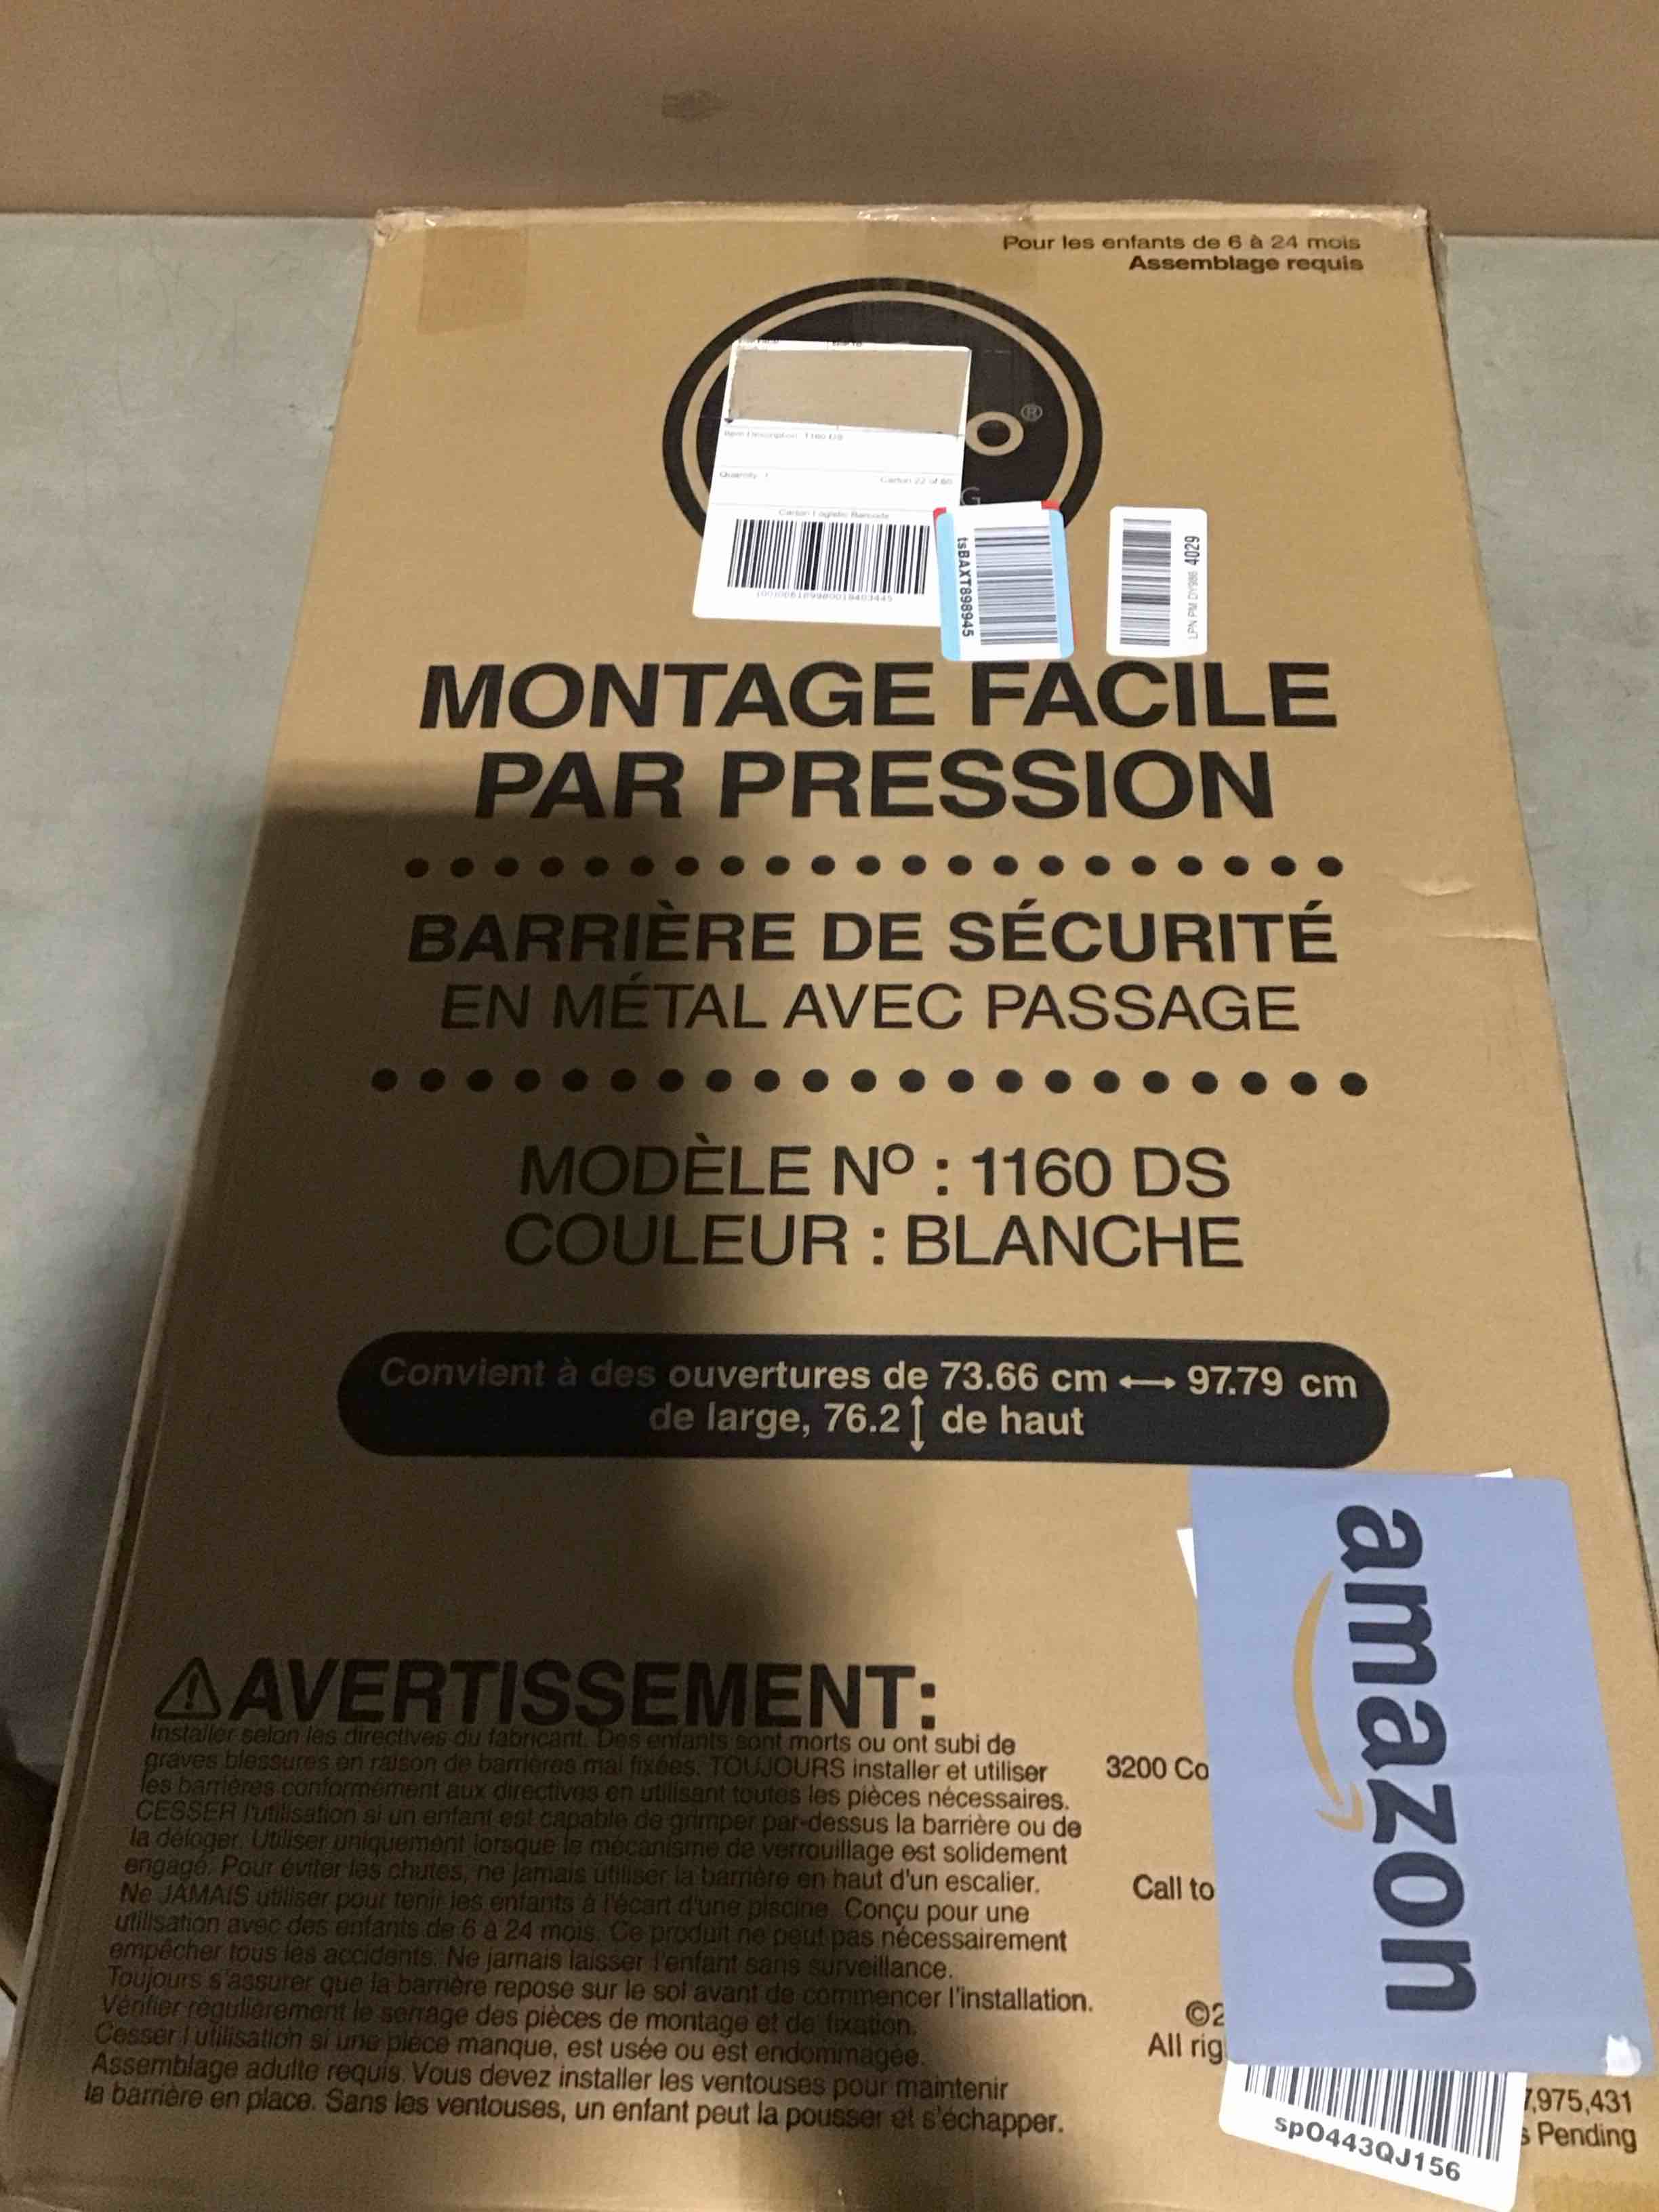 Pour les enfants de 6 à 24 mois
Assemblage requis
O®
G
Item Description: 1160 DS
Quantity: 1
Carton 22 of 80
Carton Logistic Barcode
tsBAXT898945
LPN PM DY986 4029
MONTAGE FACILE
PAR PRESSION
BARRIÈRE DE SÉCURITÉ
EN MÉTAL AVEC PASSAGE
MODÈLE Nº : 1160 DS
COULEUR : BLANCHE
Convient à des ouvertures de 73.66 cm ⟷ 97.79 cm
de large, 76.2 ↕ de haut
amazon
⚠AVERTISSEMENT:
Installer selon les directives du fabricant. Des enfants sont morts ou ont subi de
graves blessures en raison de barrières mal fixées. TOUJOURS installer et utiliser
les barrières conformément aux directives en utilisant toutes les pièces nécessaires.
CESSER l'utilisation si un enfant est capable de grimper par-dessus la barrière ou de
la déloger. Utiliser uniquement lorsque le mécanisme de verrouillage est solidement
engagé. Pour éviter les chutes, ne jamais utiliser la barrière en haut d'un escalier.
Ne JAMAIS utiliser pour tenir les enfants à l'écart d'une piscine. Conçu pour une
utilisation avec des enfants de 6 à 24 mois. Ce produit ne peut pas nécessairement
empêcher tous les accidents. Ne jamais laisser l'enfant sans surveillance.
Toujours s'assurer que la barrière repose sur le sol avant de commencer l'installation.
Vérifier régulièrement le serrage des pièces de montage et de fixation.
Cesser l'utilisation si une pièce manque, est usée ou est endommagée.
Assemblage adulte requis. Vous devez installer les ventouses pour maintenir
la barrière en place. Sans les ventouses, un enfant peut la pousser et s'échapper.
3200 Co
Call to
©2
All rig
7,975,431
s Pending
spO443QJ156